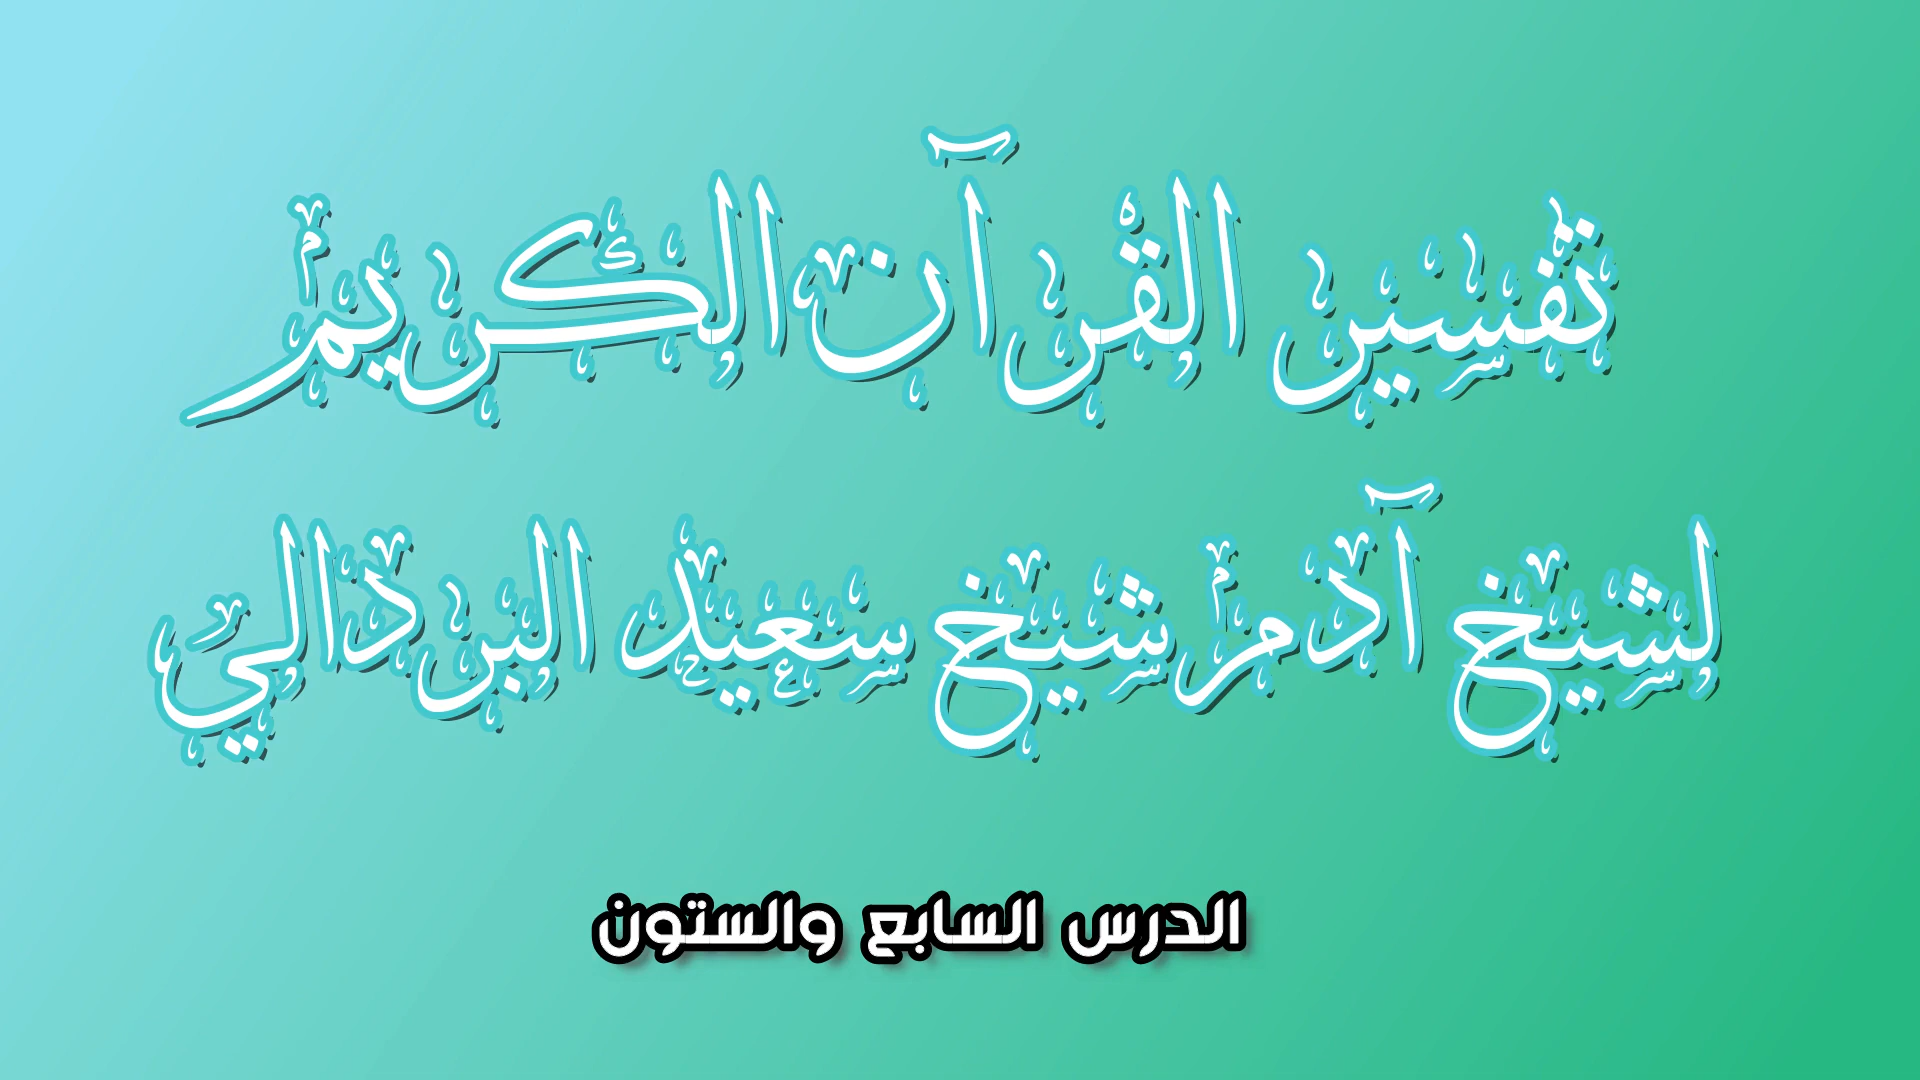 تفسير القرآن الكريم
لشيخ آدم شيخ سعيد البردالي
الدرس السابع والستون